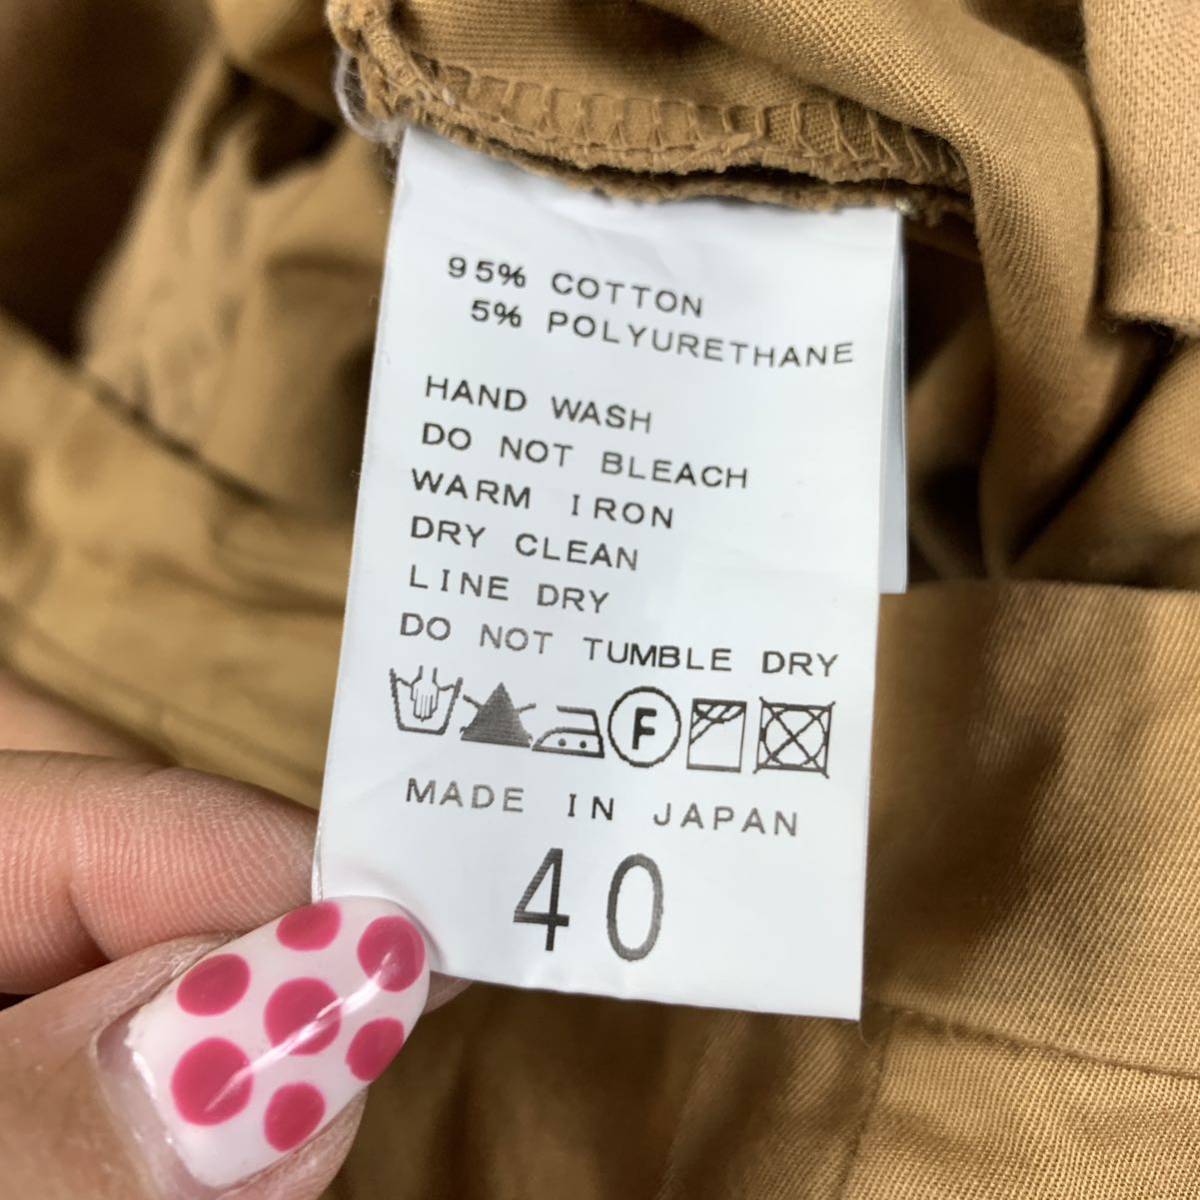 95% COTTON
5% POLYURETHANE
HAND WASH
DO NOT BLEACH
WARM IRON
DRY CLEAN
LINE DRY
DO NOT TUMBLE DRY
F
MADE IN JAPAN
40